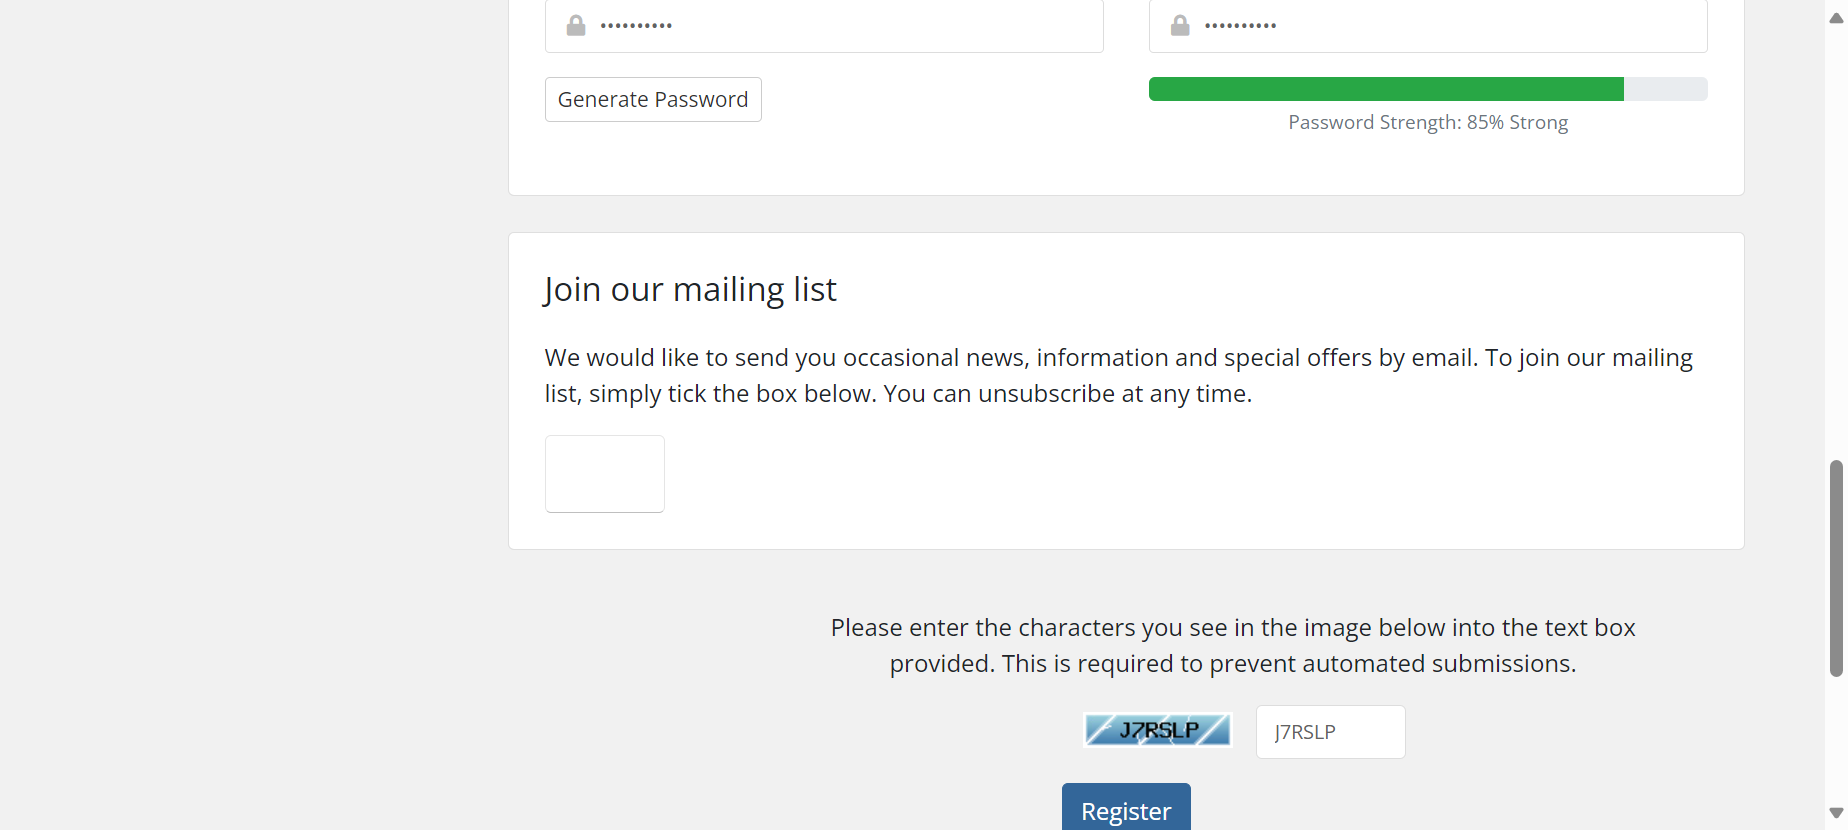 ••••••••••
••••••••••
Generate Password
Password Strength: 85% Strong
Join our mailing list
We would like to send you occasional news, information and special offers by email. To join our mailing
list, simply tick the box below. You can unsubscribe at any time.
Please enter the characters you see in the image below into the text box
provided. This is required to prevent automated submissions.
J7RSLP
J7RSLP
Register